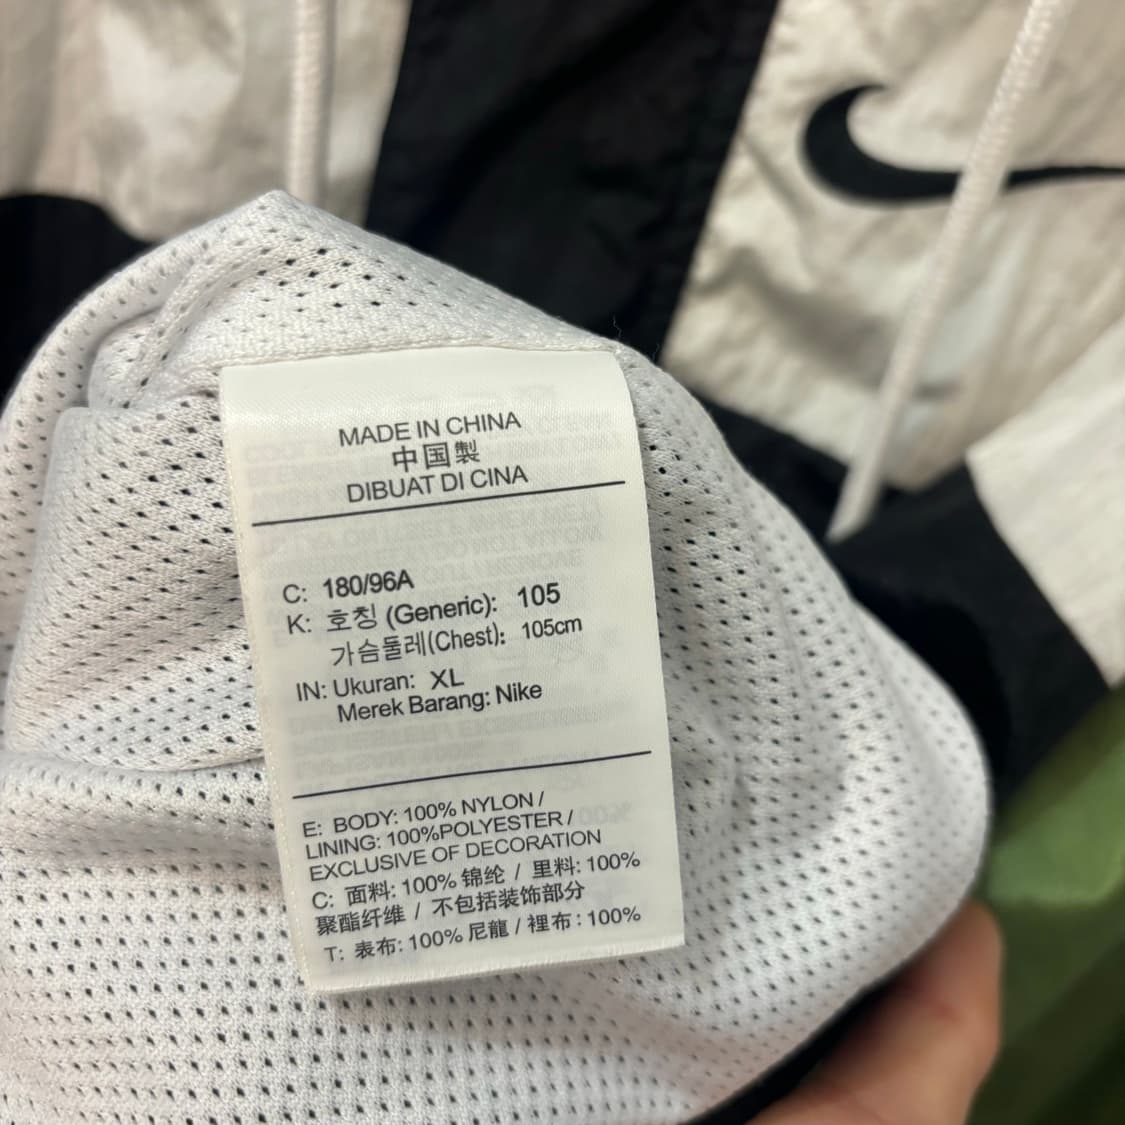 MADE IN CHINA
中国製
DIBUAT DI CINA
C: 180/96A
K: 호칭 (Generic): 105
가슴둘레(Chest): 105cm
IN: Ukuran: XL
Merek Barang: Nike
E: BODY: 100% NYLON /
LINING: 100%POLYESTER /
EXCLUSIVE OF DECORATION
C: 面料: 100% 锦纶 / 里料: 100%
聚酯纤维 / 不包括装饰部分
T: 表布: 100% 尼龍 / 裡布: 100%